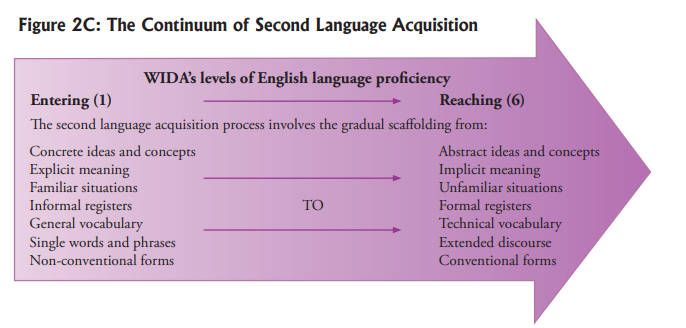 Figure 2C: The Continuum of Second Language Acquisition
WIDA’s levels of English language proficiency
Entering (1) Reaching (6)
The second language acquisition process involves the gradual scaffolding from:
Concrete ideas and concepts Abstract ideas and concepts
Explicit meaning Implicit meaning
Familiar situations Unfamiliar situations
Informal registers TO Formal registers
General vocabulary Technical vocabulary
Single words and phrases Extended discourse
Non-conventional forms Conventional forms